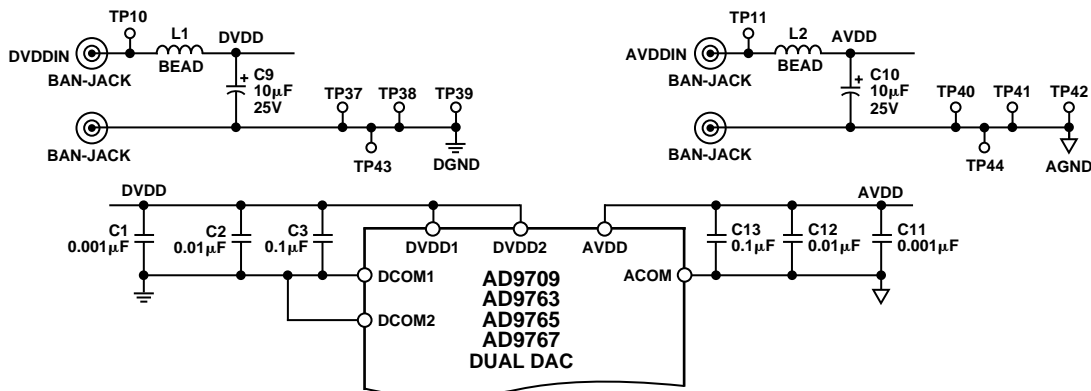 TP10
L1
DVDD
DVDDIN
BEAD
BAN-JACK
+
C9
10µF
25V
TP37
TP38
TP39
BAN-JACK
TP43
DGND
TP11
L2
AVDD
AVDDIN
BEAD
BAN-JACK
+
C10
10µF
25V
TP40
TP41
TP42
BAN-JACK
TP44
AGND
DVDD
C1
0.001µF
C2
0.01µF
C3
0.1µF
DVDD1
DVDD2
AVDD
AVDD
C13
0.1µF
C12
0.01µF
C11
0.001µF
DCOM1
DCOM2
ACOM
AD9709
AD9763
AD9765
AD9767
DUAL DAC